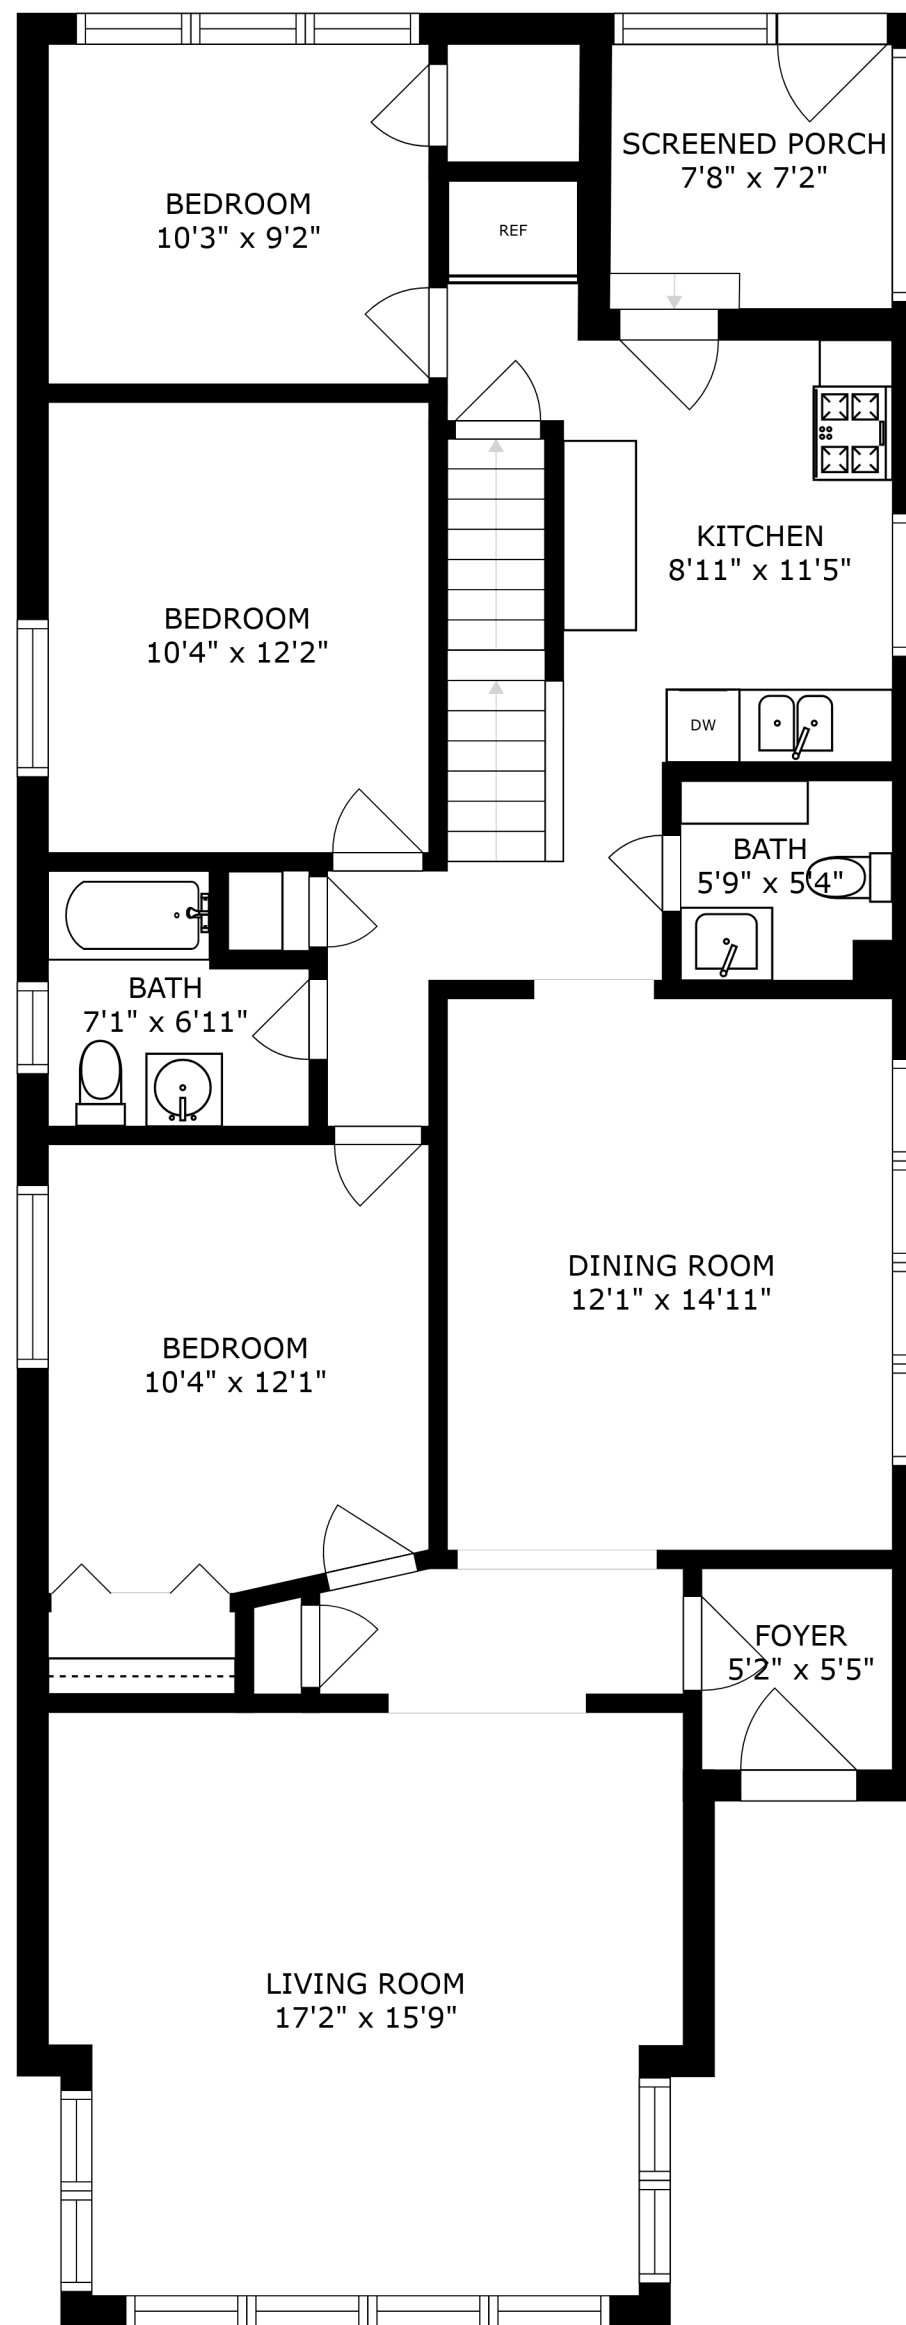 SCREENED PORCH
7'8" x 7'2"
BEDROOM
10'3" x 9'2"
REF
KITCHEN
8'11" x 11'5"
BEDROOM
10'4" x 12'2"
DW
BATH
5'9" x 5'4"
BATH
7'1" x 6'11"
DINING ROOM
12'1" x 14'11"
BEDROOM
10'4" x 12'1"
FOYER
5'2" x 5'5"
LIVING ROOM
17'2" x 15'9"